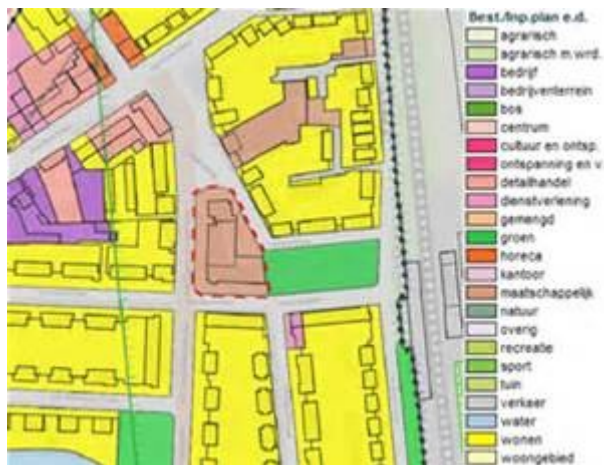 Best./Inp.plan e.d.
agrarisch
agrarisch m.wrd.
bedrijf
bedrijventerrein
bos
centrum
cultuur en ontsp.
ontspanning en v.
detailhandel
dienstverlening
gemengd
groen
horeca
kantoor
maatschappelijk
natuur
overig
recreatie
sport
tuin
verkeer
water
wonen
woongebied